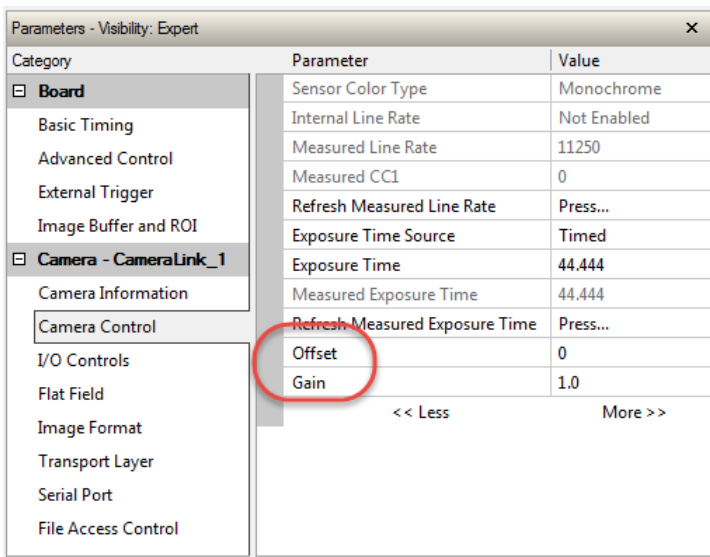 Parameters - Visibility: Expert
Category Parameter Value
Board
Basic Timing
Advanced Control
External Trigger
Image Buffer and ROI
Camera - CameraLink_1
Camera Information
Camera Control
I/O Controls
Flat Field
Image Format
Transport Layer
Serial Port
File Access Control
Sensor Color Type Monochrome
Internal Line Rate Not Enabled
Measured Line Rate 11250
Measured CC1 0
Refresh Measured Line Rate Press...
Exposure Time Source Timed
Exposure Time 44.444
Measured Exposure Time 44.444
Refresh Measured Exposure Time Press...
Offset 0
Gain 1.0
<< Less More >>